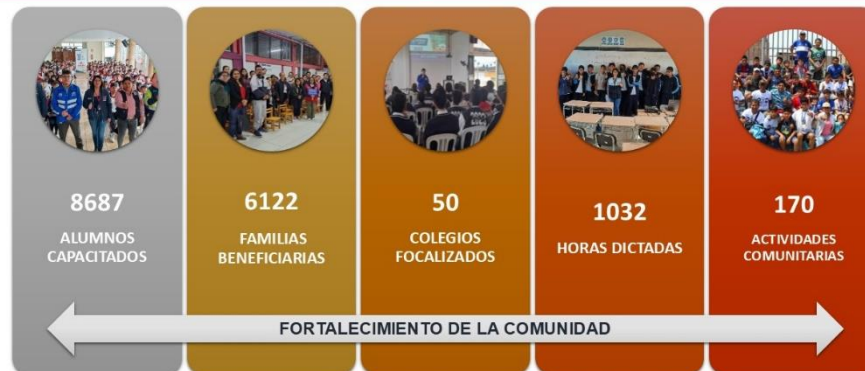 8687
ALUMNOS
CAPACITADOS
6122
FAMILIAS
BENEFICIARIAS
50
COLEGIOS
FOCALIZADOS
1032
HORAS DICTADAS
170
ACTIVIDADES
COMUNITARIAS
FORTALECIMIENTO DE LA COMUNIDAD